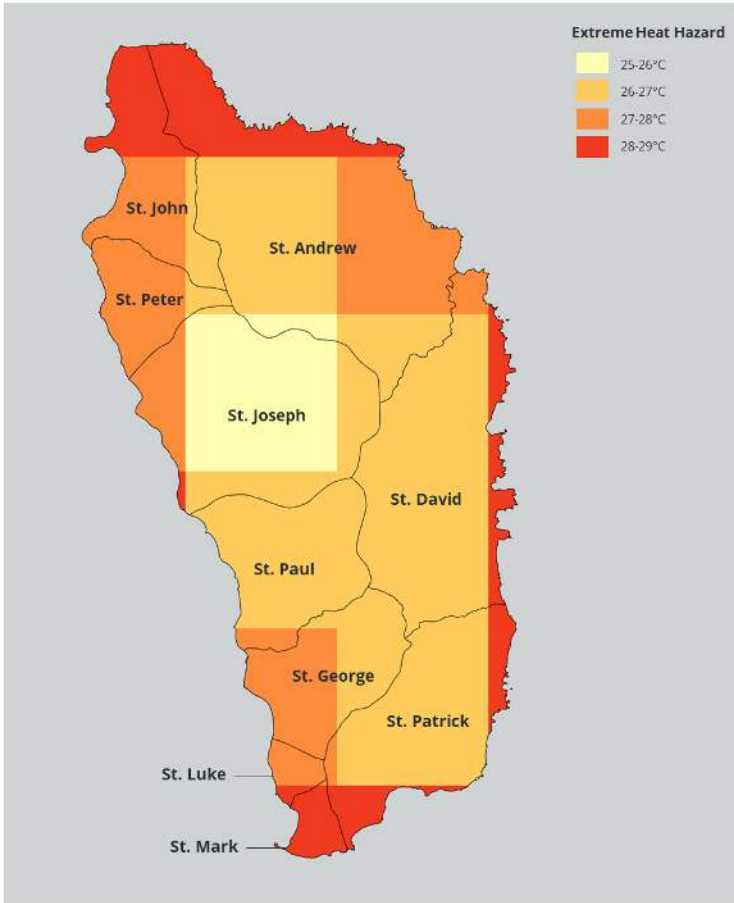 Extreme Heat Hazard
25-26°C
26-27°C
27-28°C
28-29°C
St. John
St. Andrew
St. Peter
St. Joseph
St. David
St. Paul
St. George
St. Patrick
St. Luke
St. Mark